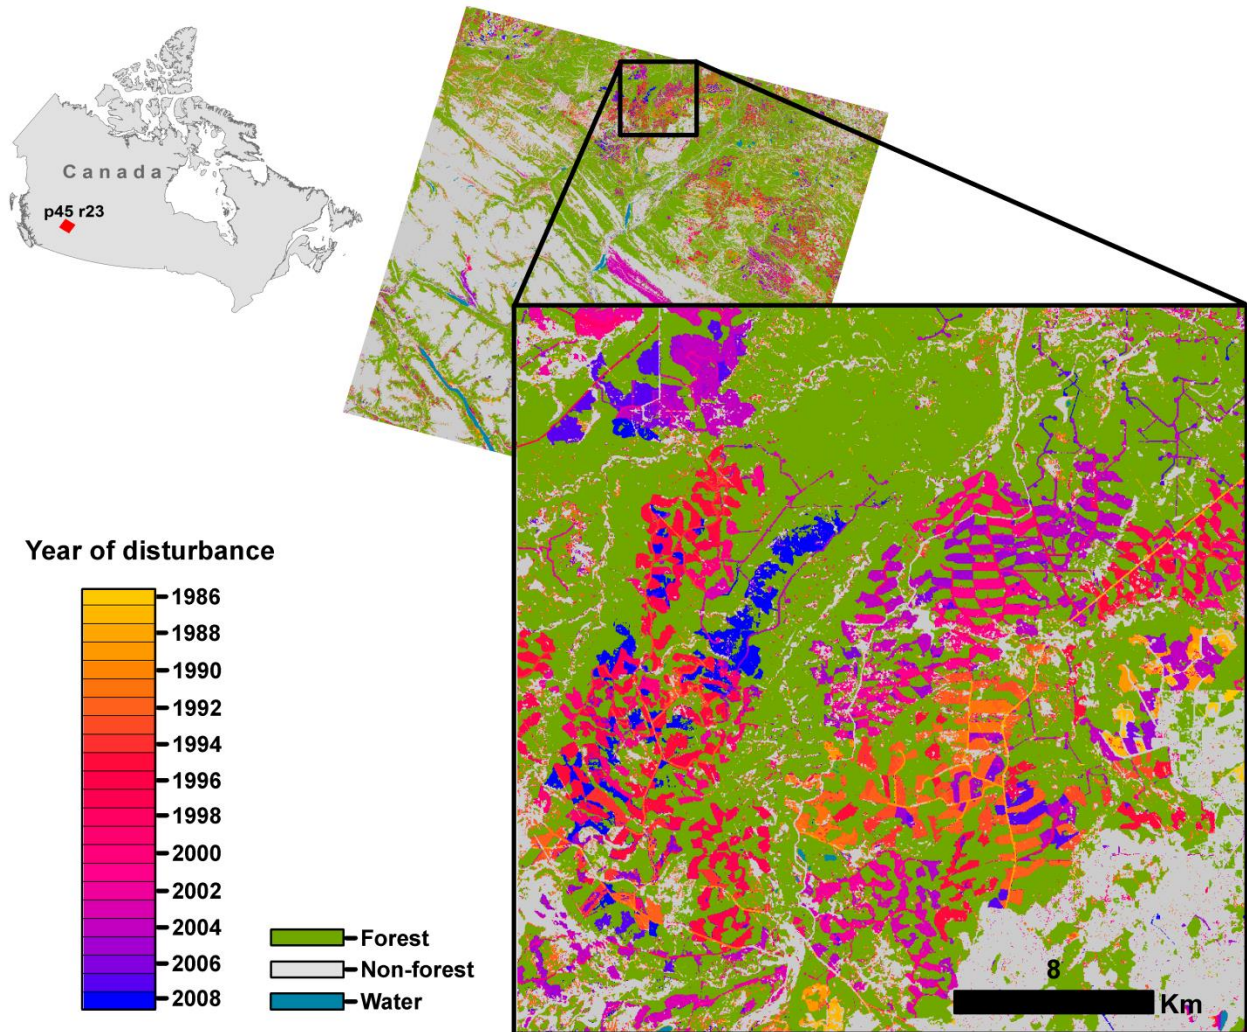 Canada
p45 r23
Year of disturbance
1986
1988
1990
1992
1994
1996
1998
2000
2002
2004
2006
2008
Forest
Non-forest
Water
8
Km